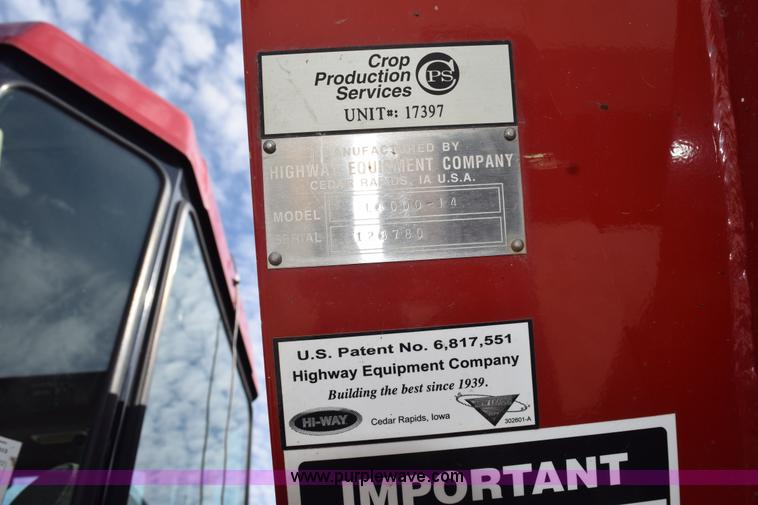 Crop
Production
Services
CPS
UNIT#: 17397
MANUFACTURED BY
HIGHWAY EQUIPMENT COMPANY
CEDAR RAPIDS, IA U.S.A.
MODEL
SERIAL
U.S. Patent No. 6,817,551
Highway Equipment Company
Building the best since 1939.
HI-WAY
Cedar Rapids, Iowa
302601-A
IMPORTANT
www.purplewave.com